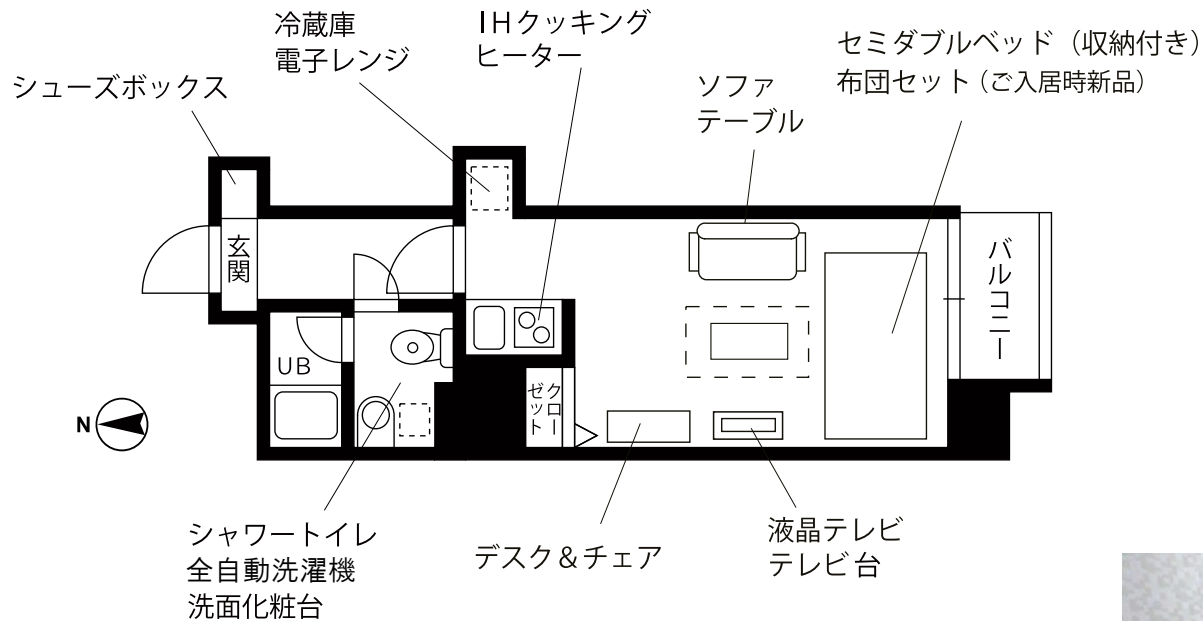 冷蔵庫
電子レンジ
IHクッキング
ヒーター
セミダブルベッド（収納付き）
布団セット（ご入居時新品）
シューズボックス
ソファ
テーブル
玄関
バルコニー
UB
クローゼット
N
シャワートイレ
全自動洗濯機
洗面化粧台
デスク＆チェア
液晶テレビ
テレビ台